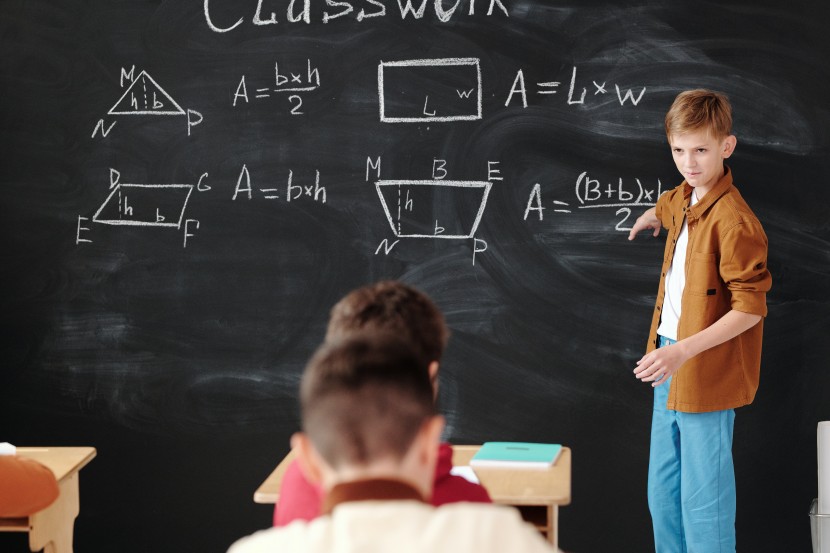 Classwork
M
h b
N P
A = b×h
2
w
L
A = L×w
D G
h b
E F
A = b×h
M B E
h
b
N P
A = (B+b)×h
2